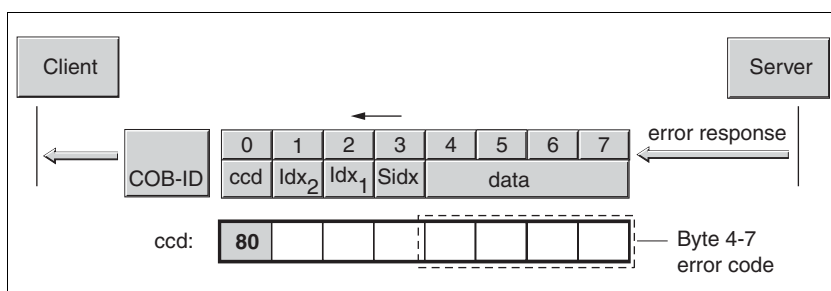 Client
Server
error response
0 1 2 3 4 5 6 7
COB-ID ccd Idx2 Idx1 Sidx data
ccd: 80
Byte 4-7
error code